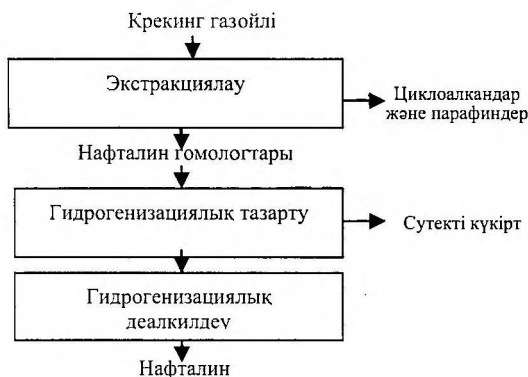 Крекинг газойлі
Экстракциялау
Циклоалкандар
және парафиндер
Нафталин гомологтары
Гидрогенизациялық тазарту
Сутекті күкірт
Гидрогенизациялық
деалкилдеу
Нафталин